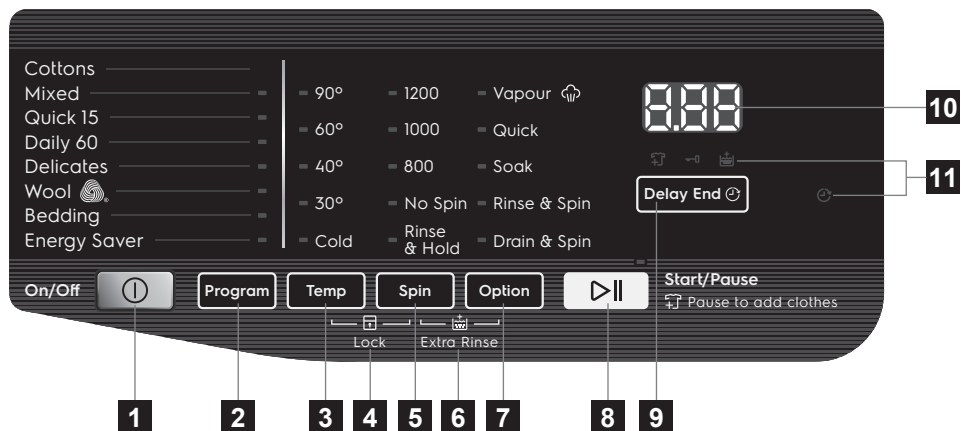 Cottons
Mixed
Quick 15
Daily 60
Delicates
Wool
Bedding
Energy Saver
90°
60°
40°
30°
Cold
1200
1000
800
No Spin
Rinse
& Hold
Vapour
Quick
Soak
Rinse & Spin
Drain & Spin
8.88
10
11
Delay End
On/Off
Program
Temp
Spin
Option
Start/Pause
Pause to add clothes
Lock
Extra Rinse
1
2
3
4
5
6
7
8
9